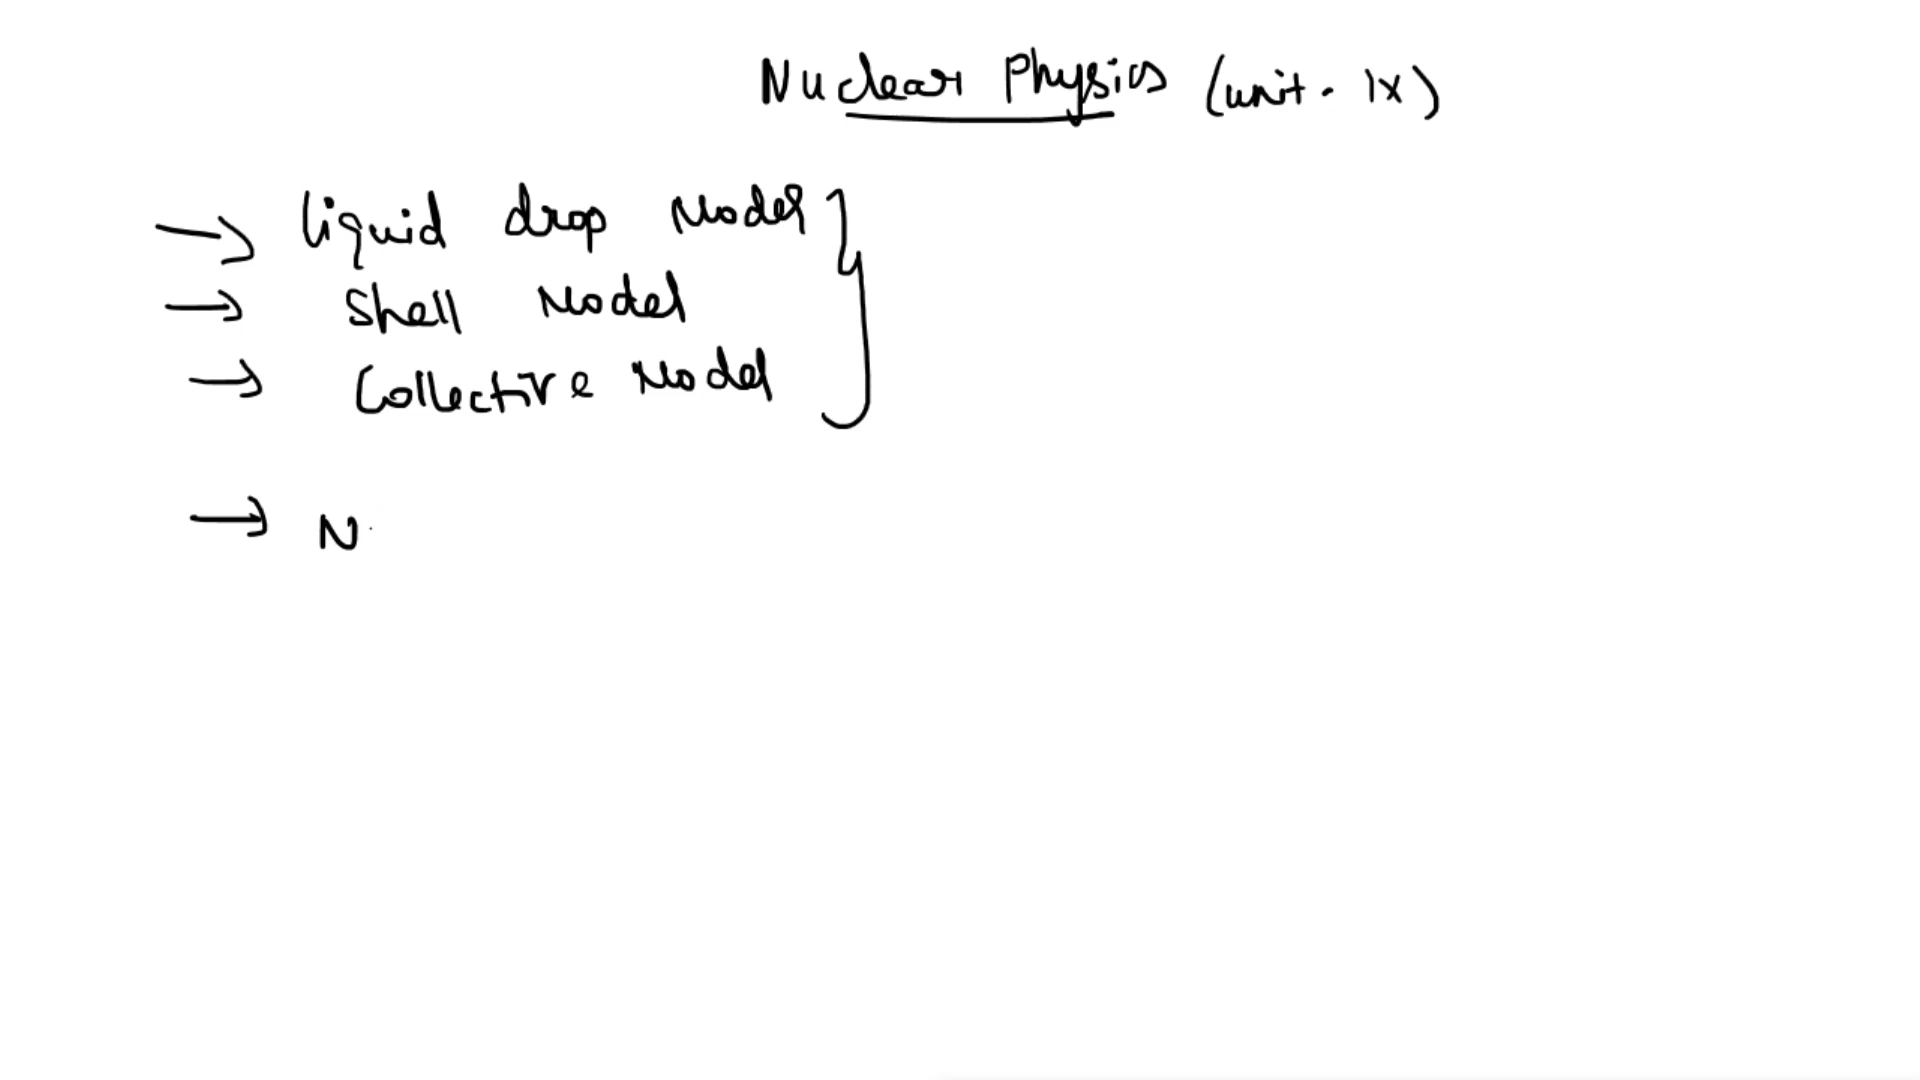 Nuclear Physics (unit - IX)
→ liquid drop Model
→ Shell Model
→ Collective Model
→ N